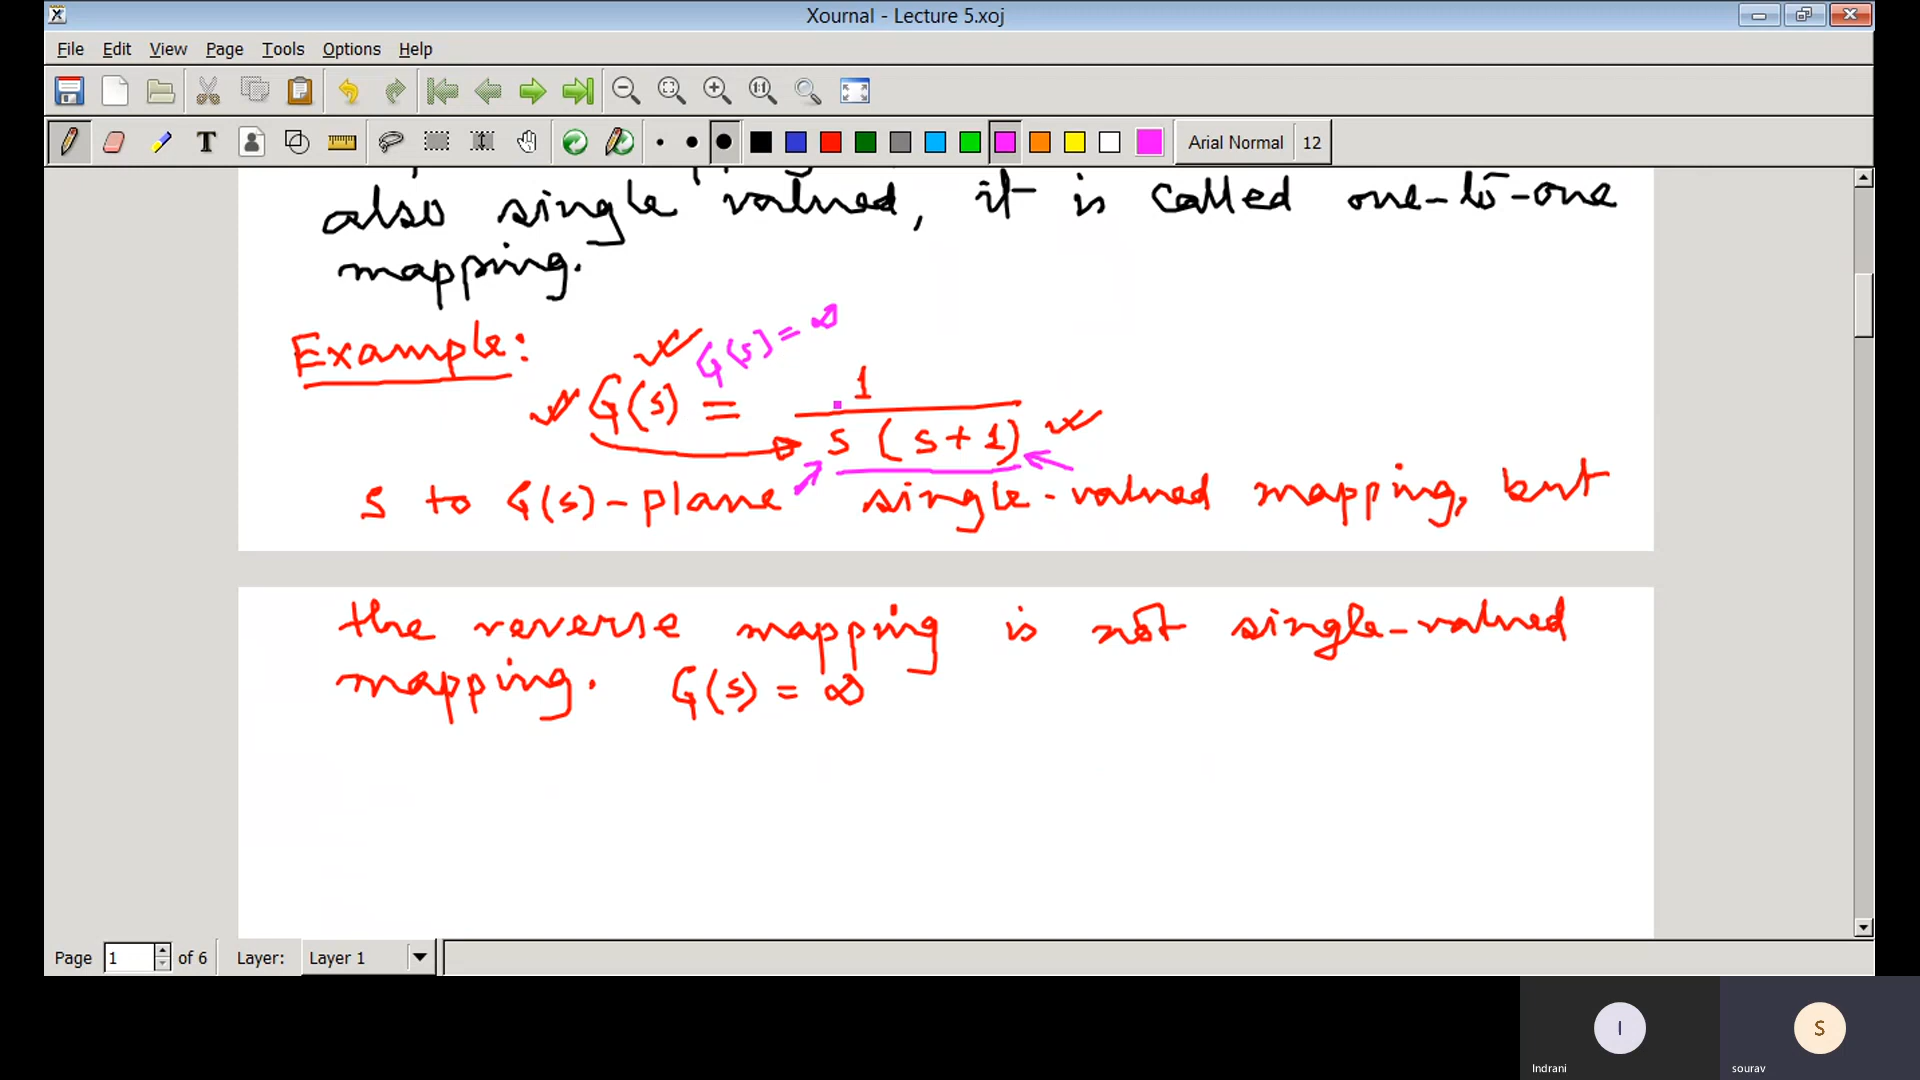 Xournal - Lecture 5.xoj
File Edit View Page Tools Options Help
Arial Normal 12
also single valued, it is called one-to-one
mapping.
Example:
G(s) = ∞
G(s) = 1
s (s+1)
s to G(s)-plane single-valued mapping, but
the reverse mapping is not single-valued
mapping. G(s) = ∞
Page 1 of 6 Layer: Layer 1
I S
Indrani sourav